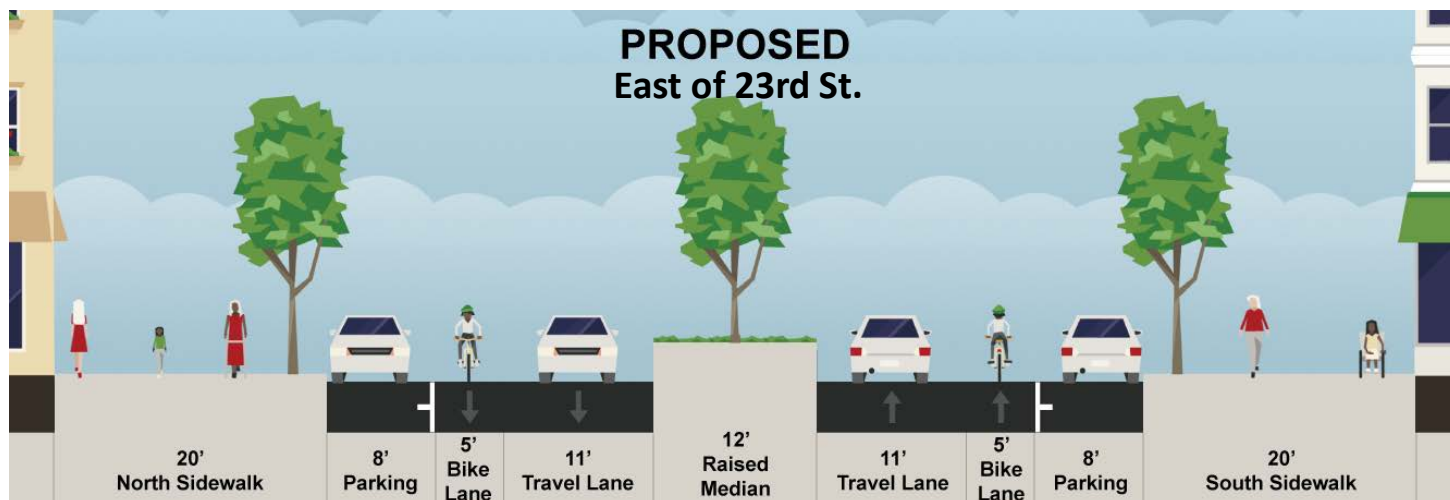 PROPOSED
East of 23rd St.
20’
North Sidewalk
8’
Parking
5’
Bike
Lane
11’
Travel Lane
12’
Raised
Median
11’
Travel Lane
5’
Bike
Lane
8’
Parking
20’
South Sidewalk